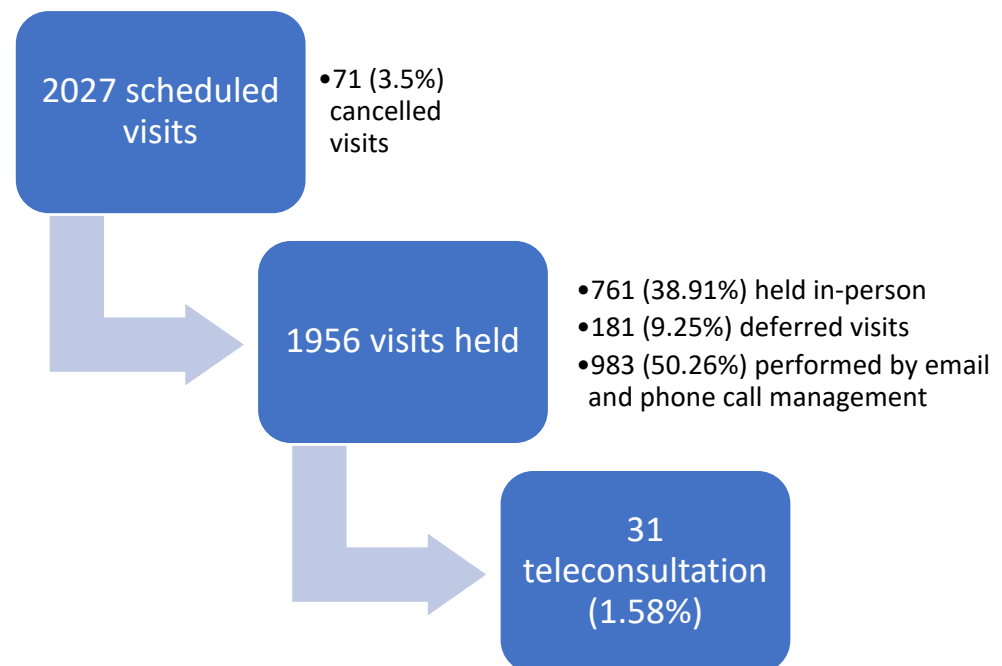 2027 scheduled
visits
•71 (3.5%)
cancelled
visits
1956 visits held
•761 (38.91%) held in-person
•181 (9.25%) deferred visits
•983 (50.26%) performed by email
and phone call management
31
teleconsultation
(1.58%)